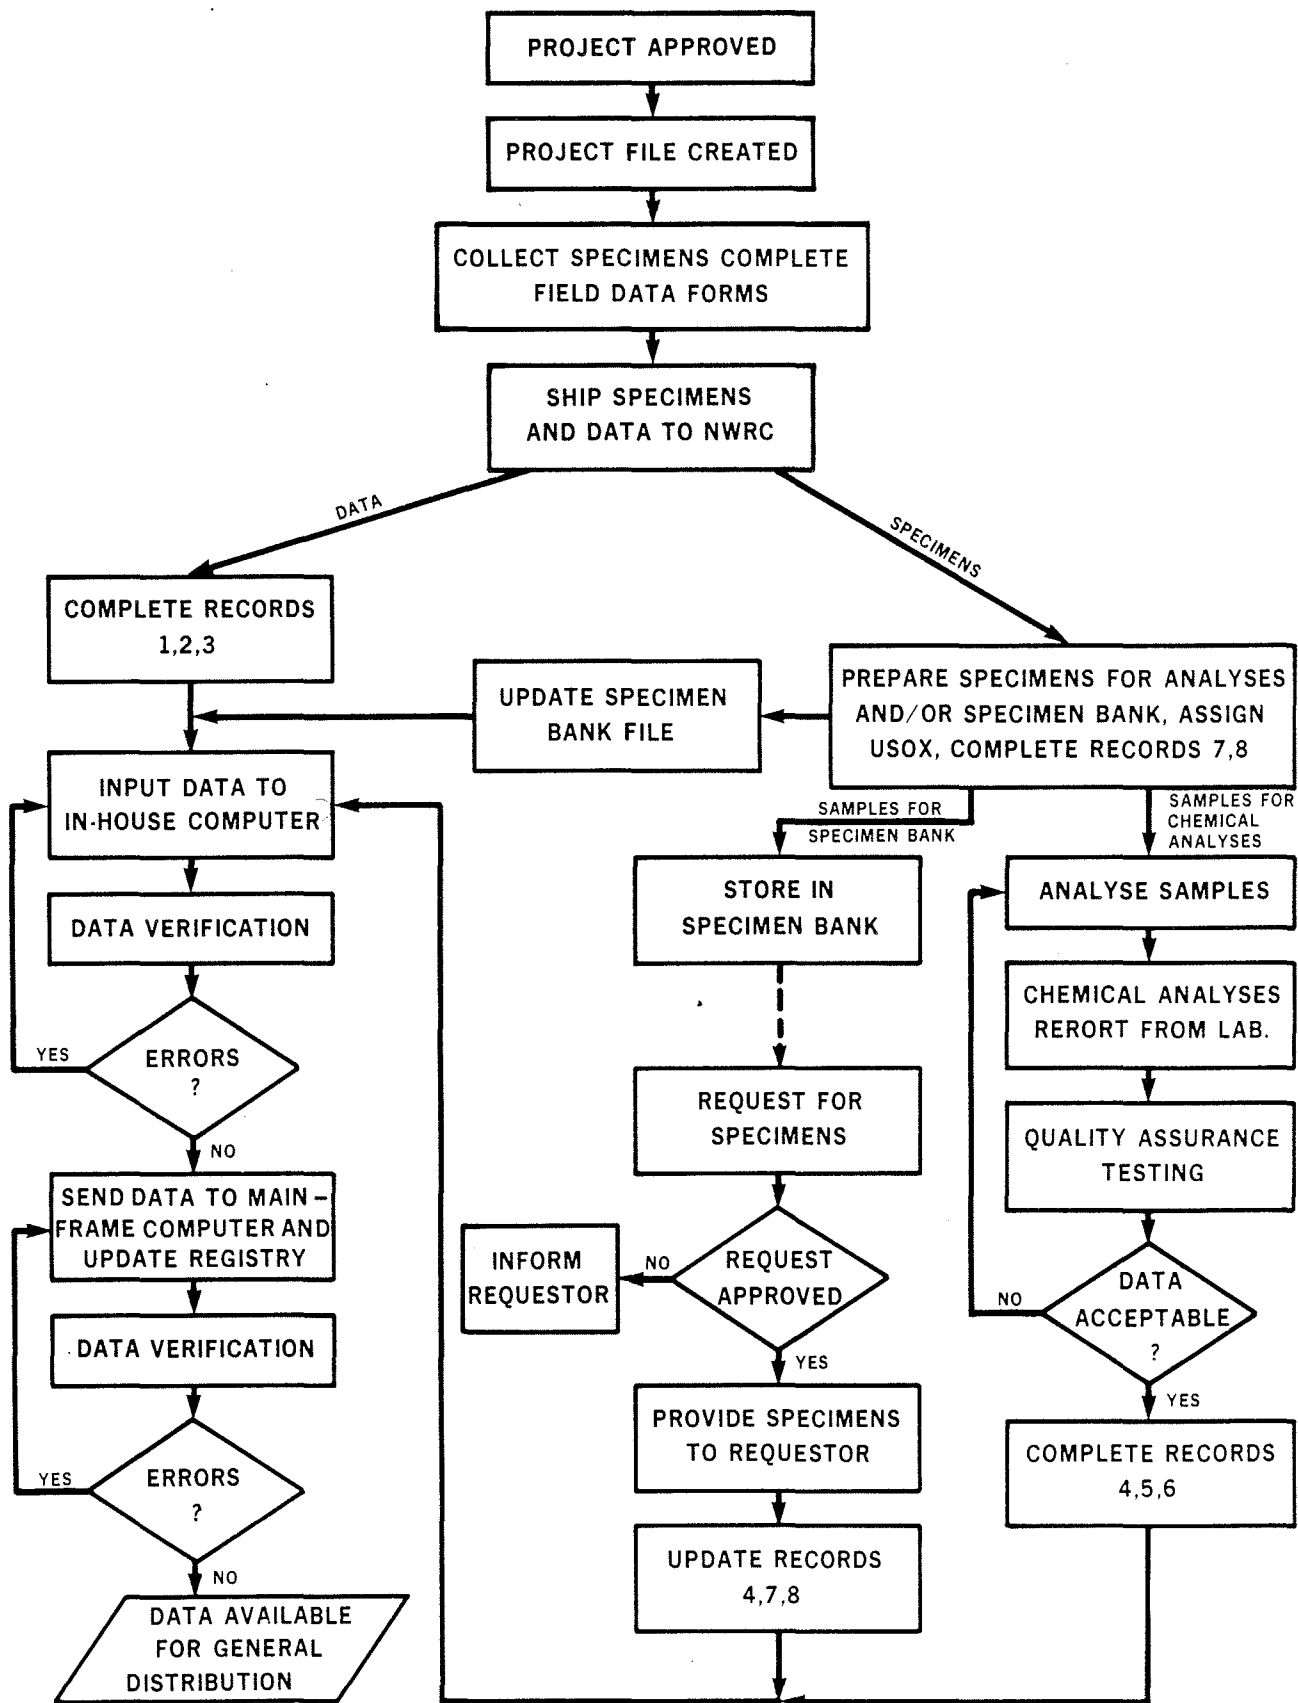 PROJECT APPROVED
PROJECT FILE CREATED
COLLECT SPECIMENS COMPLETE
FIELD DATA FORMS
SHIP SPECIMENS
AND DATA TO NWRC
DATA
SPECIMENS
COMPLETE RECORDS
1,2,3
UPDATE SPECIMEN
BANK FILE
PREPARE SPECIMENS FOR ANALYSES
AND/OR SPECIMEN BANK, ASSIGN
USOX, COMPLETE RECORDS 7,8
INPUT DATA TO
IN-HOUSE COMPUTER
DATA VERIFICATION
ERRORS
?
YES
NO
SEND DATA TO MAIN–
FRAME COMPUTER AND
UPDATE REGISTRY
DATA VERIFICATION
ERRORS
?
YES
NO
DATA AVAILABLE
FOR GENERAL
DISTRIBUTION
SAMPLES FOR
SPECIMEN BANK
STORE IN
SPECIMEN BANK
REQUEST FOR
SPECIMENS
REQUEST
APPROVED
NO
INFORM
REQUESTOR
YES
PROVIDE SPECIMENS
TO REQUESTOR
UPDATE RECORDS
4,7,8
SAMPLES FOR
CHEMICAL
ANALYSES
ANALYSE SAMPLES
CHEMICAL ANALYSES
RERORT FROM LAB.
QUALITY ASSURANCE
TESTING
DATA
ACCEPTABLE
?
NO
YES
COMPLETE RECORDS
4,5,6